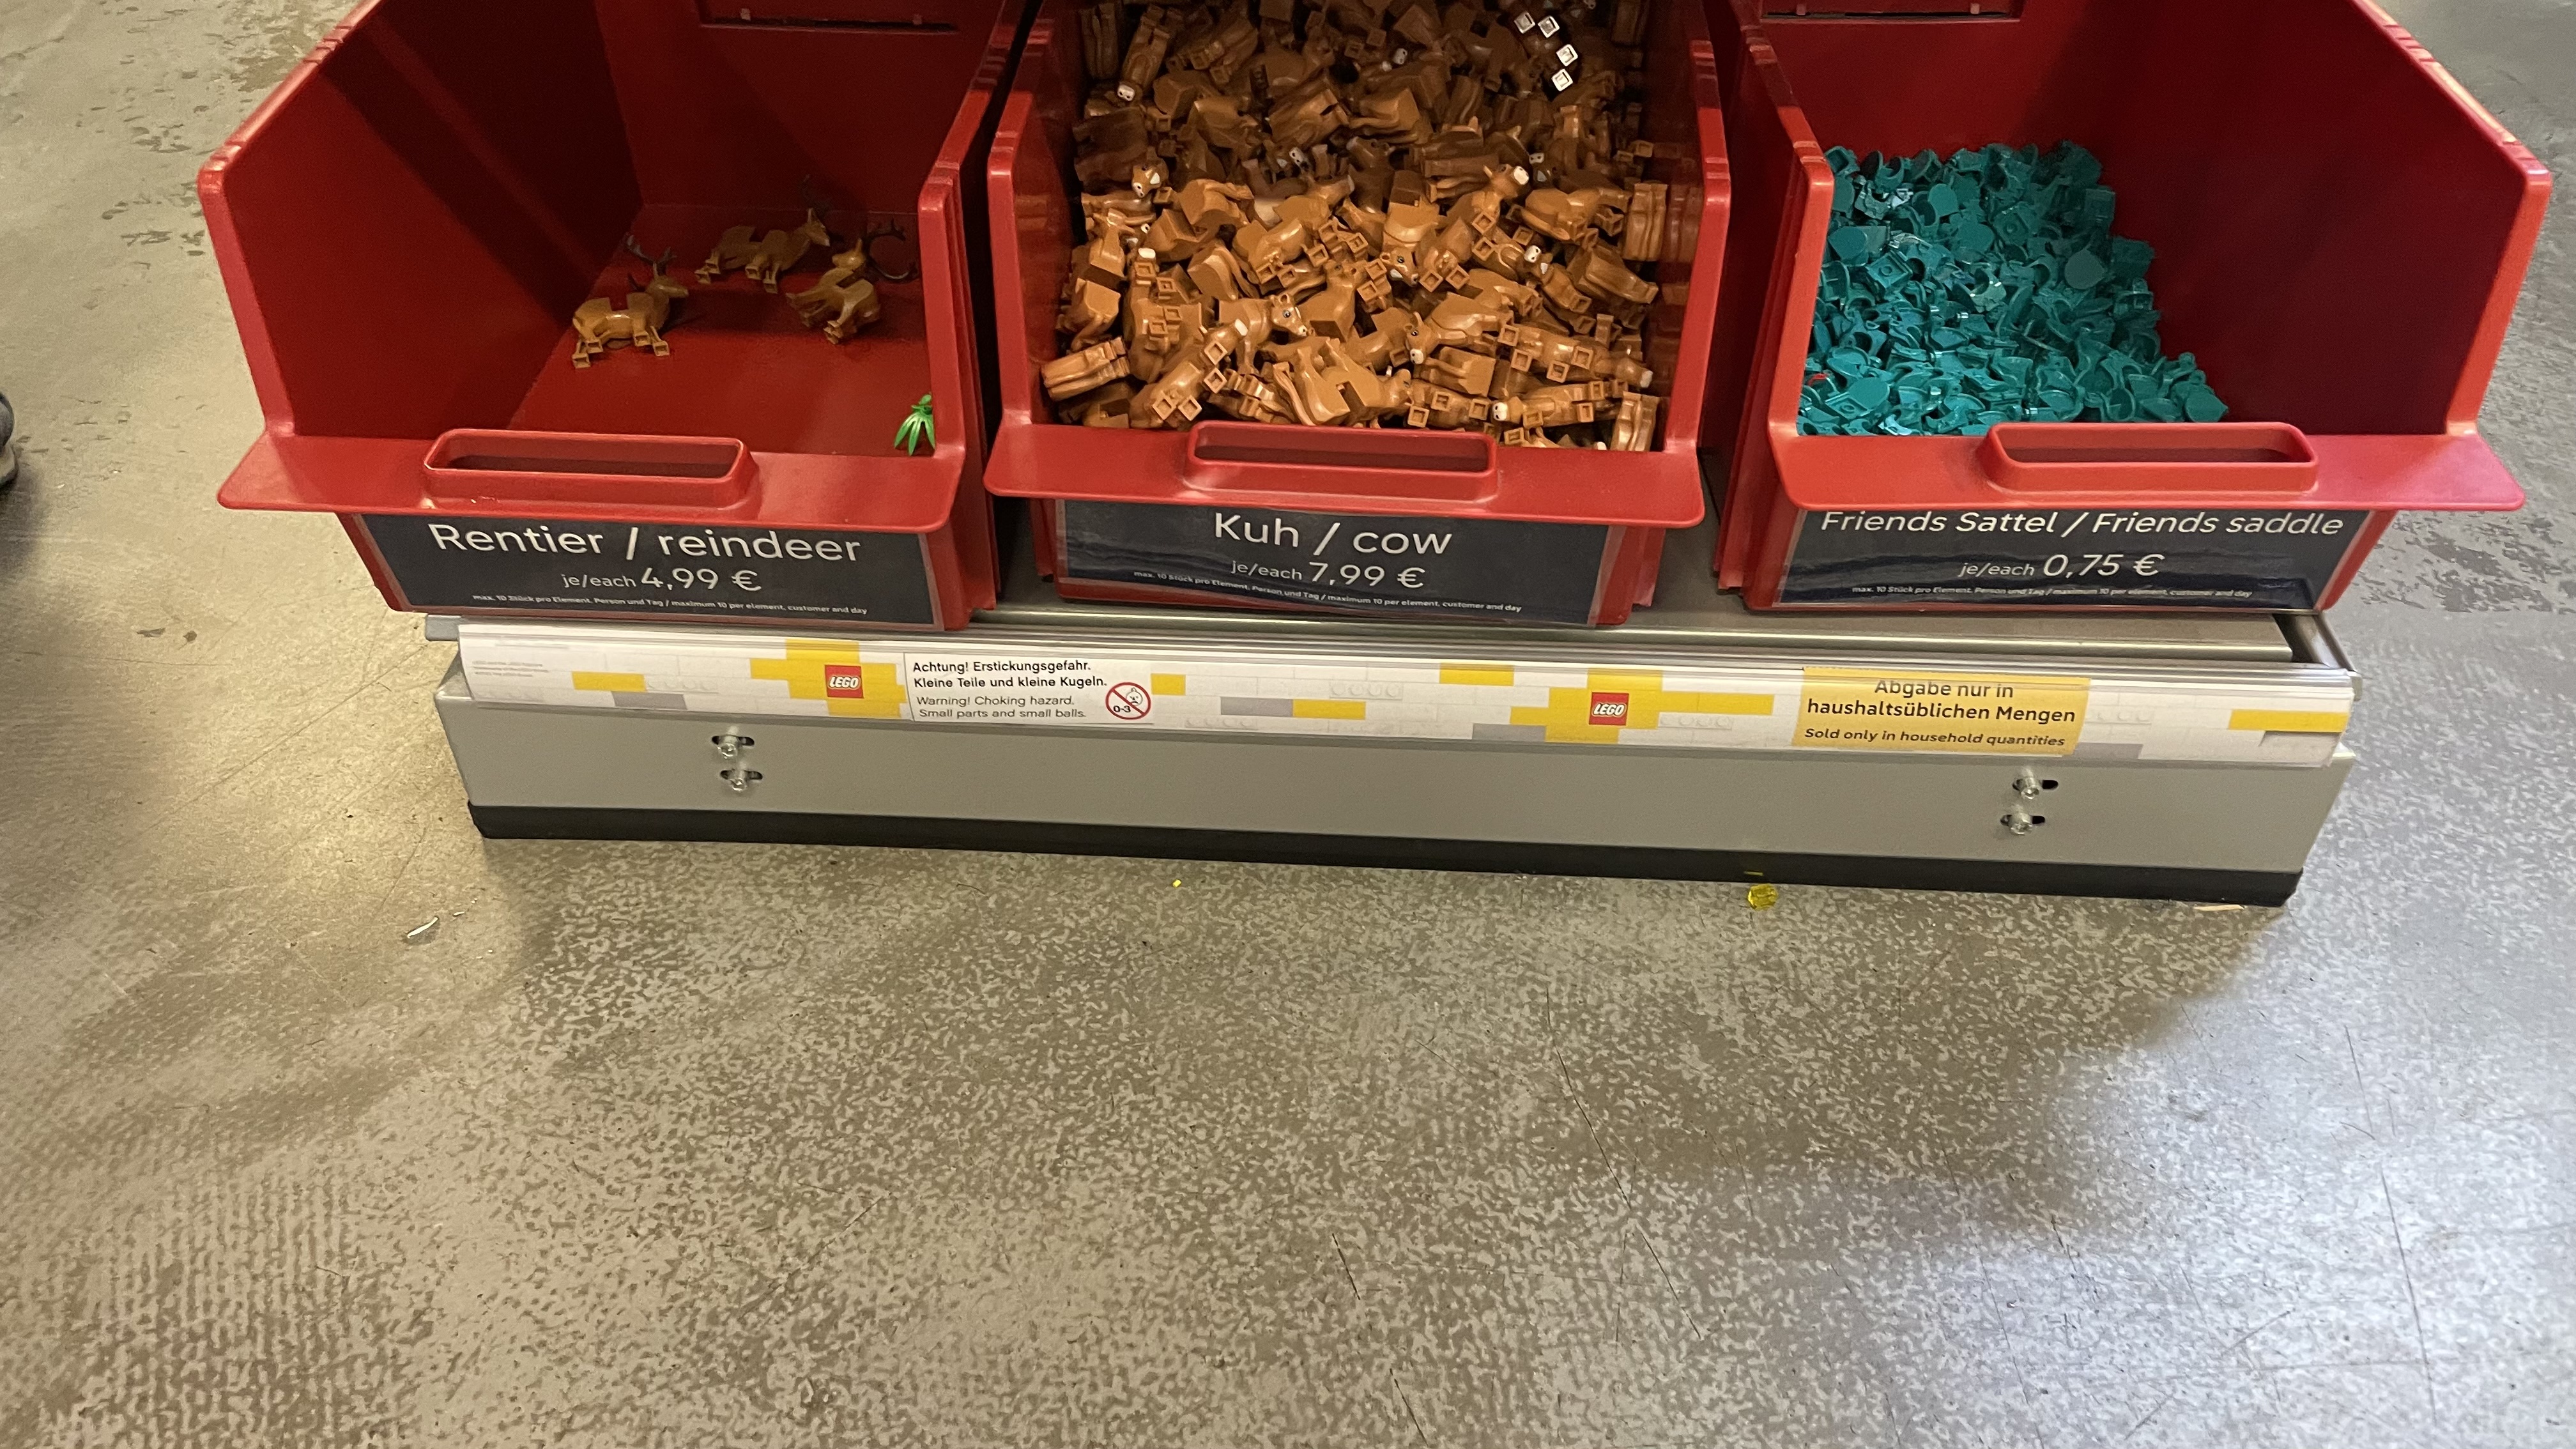 Rentier / reindeer
je/each 4,99 €
max. 10 Stück pro Element, Person und Tag / maximum 10 per element, customer and day
Kuh / cow
je/each 7,99 €
max. 10 Stück pro Element, Person und Tag / maximum 10 per element, customer and day
Friends Sattel / Friends saddle
je/each 0,75 €
max. 10 Stück pro Element, Person und Tag / maximum 10 per element, customer and day
LEGO
Achtung! Erstickungsgefahr.
Kleine Teile und kleine Kugeln.
Warning! Choking hazard.
Small parts and small balls.
0-3
LEGO
Abgabe nur in
haushaltsüblichen Mengen
Sold only in household quantities